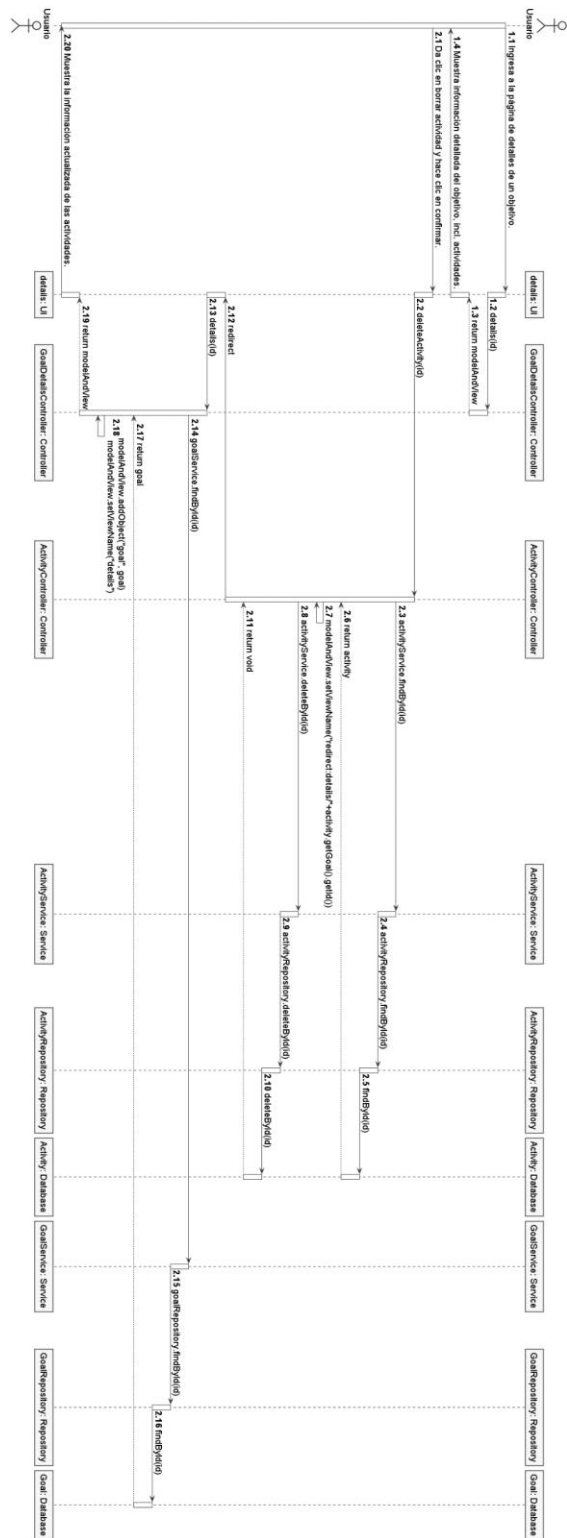 Usuario
details: UI
GoalDetailsController: Controller
ActivityController: Controller
ActivityService: Service
ActivityRepository: Repository
Activity: Database
GoalService: Service
GoalRepository: Repository
Goal: Database
1.1 Ingresa a la página de detalles de un objetivo.
1.2 details(id)
1.3 return modelAndView
1.4 Muestra información detallada del objetivo, incl. actividades.
2.1 Da clic en borrar actividad y hace clic en confirmar.
2.2 deleteActivity(id)
2.3 activityService.findById(id)
2.4 activityRepository.findById(id)
2.5 findById(id)
2.6 return activity
2.7 modelAndView.setViewName("redirect:details/"+activity.getGoal().getId())
2.8 activityService.deleteById(id)
2.9 activityRepository.deleteById(id)
2.10 deleteById(id)
2.11 return void
2.12 redirect
2.13 details(id)
2.14 goalService.findById(id)
2.15 goalRepository.findById(id)
2.16 findById(id)
2.17 return goal
2.18 modelAndView.addObject("goal", goal)
modelAndView.setViewName("details")
2.19 return modelAndView
2.20 Muestra la información actualizada de las actividades.
Usuario
details: UI
GoalDetailsController: Controller
ActivityController: Controller
ActivityService: Service
ActivityRepository: Repository
Activity: Database
GoalService: Service
GoalRepository: Repository
Goal: Database